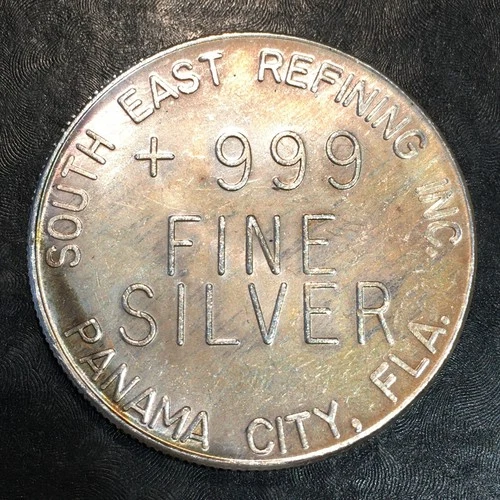 SOUTH EAST REFINING INC.
+ 999
FINE
SILVER
PANAMA CITY, FLA.